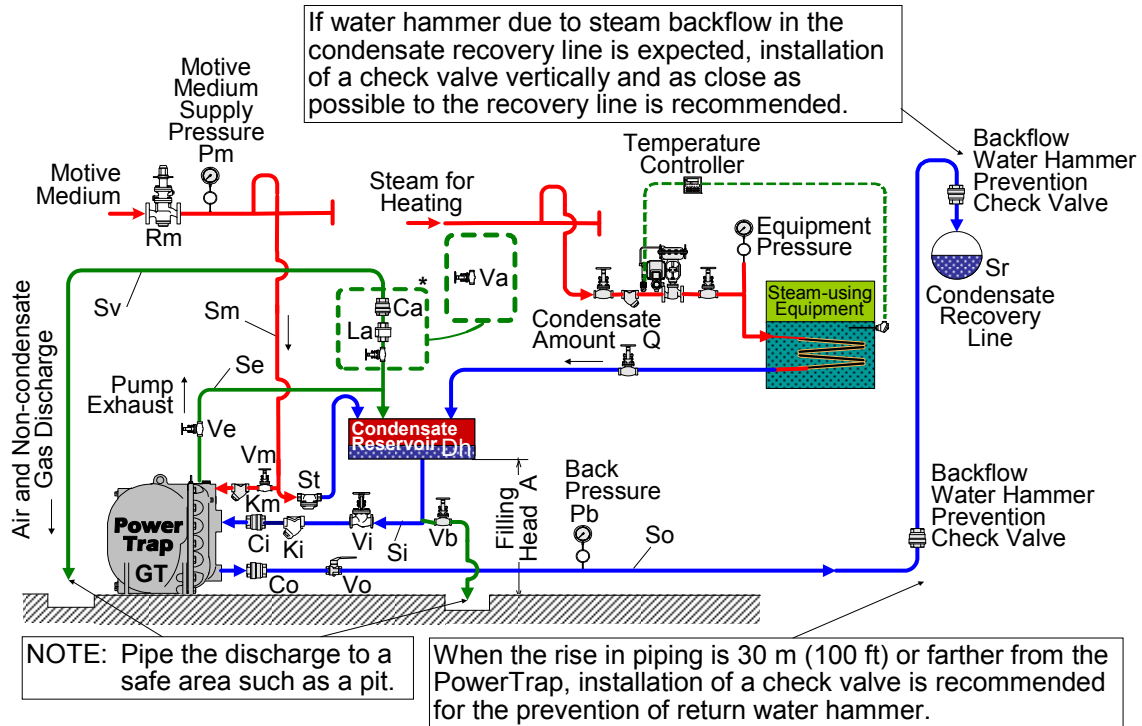 If water hammer due to steam backflow in the
condensate recovery line is expected, installation
of a check valve vertically and as close as
possible to the recovery line is recommended.
Motive
Medium
Supply
Pressure
Pm
Motive
Medium
Rm
Steam for
Heating
Temperature
Controller
Equipment
Pressure
Backflow
Water Hammer
Prevention
Check Valve
Sr
Condensate
Recovery
Line
Steam-using
Equipment
Sv
Sm
*
Ca
La
Va
Condensate
Amount Q
Se
Pump
Exhaust
Ve
Air and Non-condensate
Gas Discharge
Condensate
Reservoir
Dh
Vm
Km
St
PowerTrap
GT
Ci
Ki
Vi
Si
Vb
Filling
Head A
Back
Pressure
Pb
So
Co
Vo
Backflow
Water Hammer
Prevention
Check Valve
NOTE: Pipe the discharge to a
safe area such as a pit.
When the rise in piping is 30 m (100 ft) or farther from the
PowerTrap, installation of a check valve is recommended
for the prevention of return water hammer.